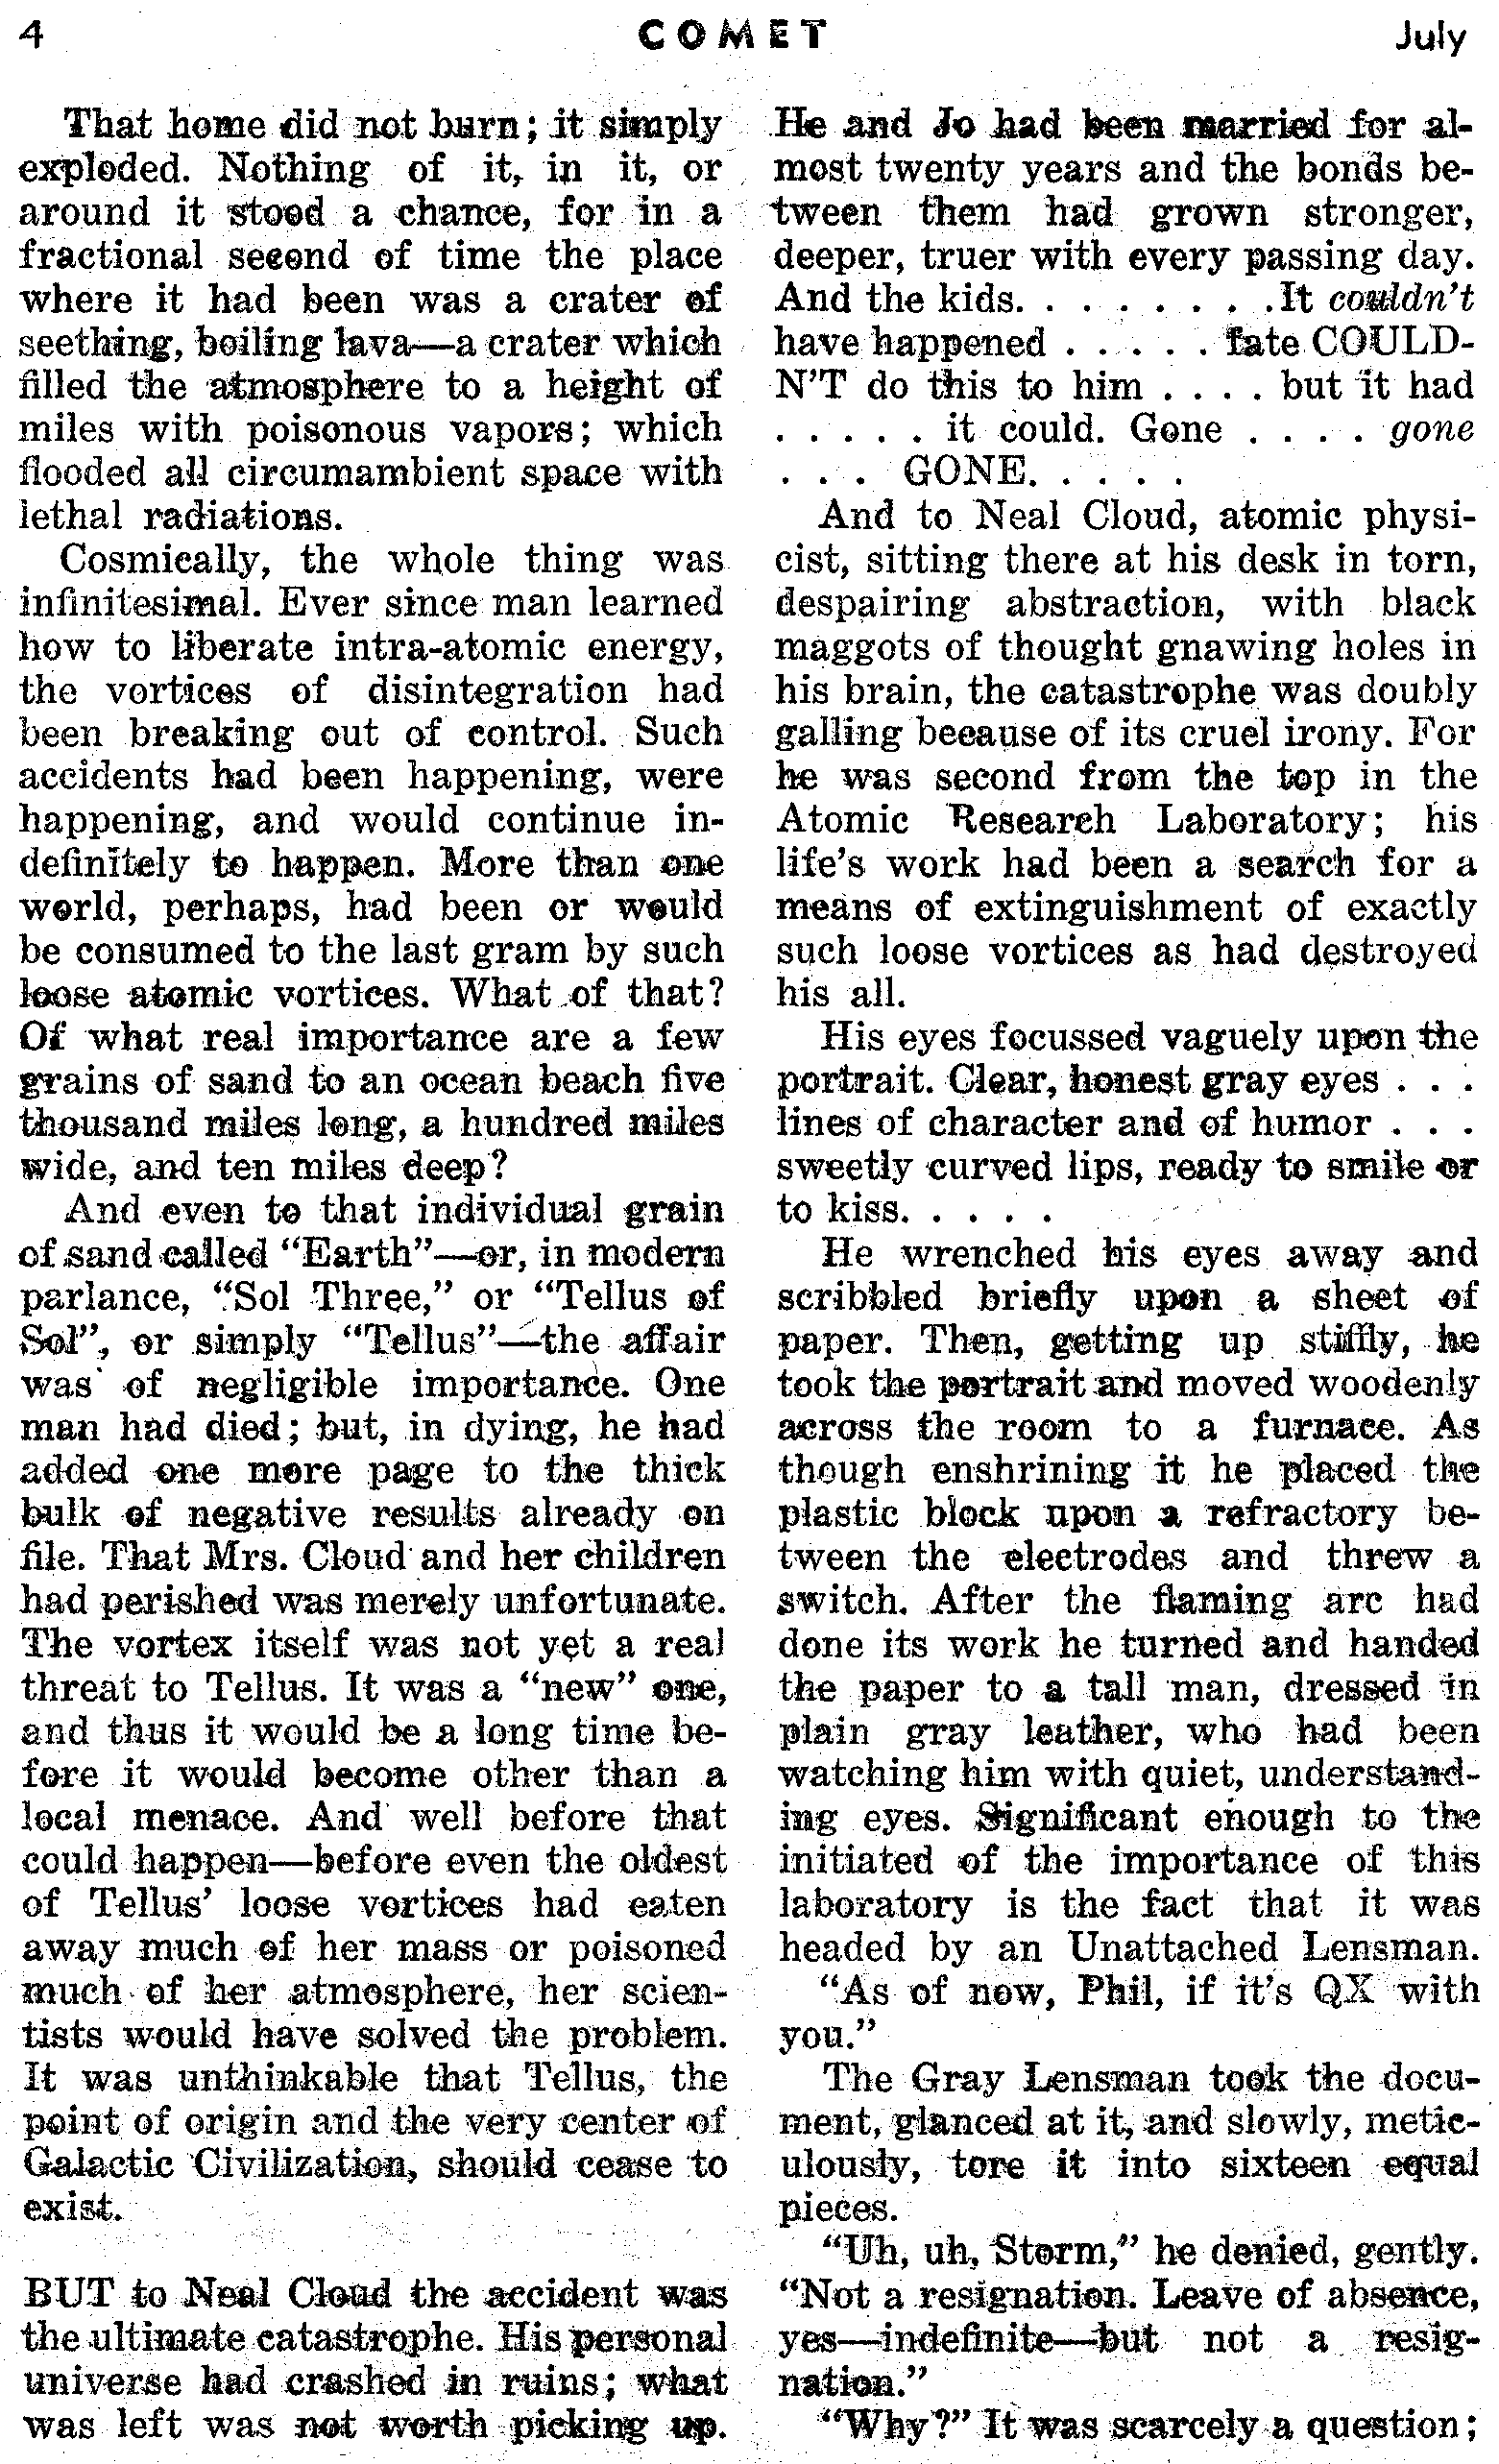 4
COMET
July
That home did not burn; it simply
exploded. Nothing of it, in it, or
around it stood a chance, for in a
fractional second of time the place
where it had been was a crater of
seething, boiling lava—a crater which
filled the atmosphere to a height of
miles with poisonous vapors; which
flooded all circumambient space with
lethal radiations.
Cosmically, the whole thing was
infinitesimal. Ever since man learned
how to liberate intra-atomic energy,
the vortices of disintegration had
been breaking out of control. Such
accidents had been happening, were
happening, and would continue in-
definitely to happen. More than one
world, perhaps, had been or would
be consumed to the last gram by such
loose atomic vortices. What of that?
Of what real importance are a few
grains of sand to an ocean beach five
thousand miles long, a hundred miles
wide, and ten miles deep?
And even to that individual grain
of sand called "Earth"—or, in modern
parlance, "Sol Three," or "Tellus of
Sol", or simply "Tellus"—the affair
was of negligible importance. One
man had died; but, in dying, he had
added one more page to the thick
bulk of negative results already on
file. That Mrs. Cloud and her children
had perished was merely unfortunate.
The vortex itself was not yet a real
threat to Tellus. It was a "new" one,
and thus it would be a long time be-
fore it would become other than a
local menace. And well before that
could happen—before even the oldest
of Tellus' loose vortices had eaten
away much of her mass or poisoned
much of her atmosphere, her scien-
tists would have solved the problem.
It was unthinkable that Tellus, the
point of origin and the very center of
Galactic Civilization, should cease to
exist.
BUT to Neal Cloud the accident was
the ultimate catastrophe. His personal
universe had crashed in ruins; what
was left was not worth picking up.
He and Jo had been married for al-
most twenty years and the bonds be-
tween them had grown stronger,
deeper, truer with every passing day.
And the kids. . . . . . . . .It couldn't
have happened . . . . . fate COULD-
N'T do this to him . . . . but it had
. . . . . it could. Gone . . . . gone
. . . GONE. . . . .
And to Neal Cloud, atomic physi-
cist, sitting there at his desk in torn,
despairing abstraction, with black
maggots of thought gnawing holes in
his brain, the catastrophe was doubly
galling because of its cruel irony. For
he was second from the top in the
Atomic Research Laboratory; his
life's work had been a search for a
means of extinguishment of exactly
such loose vortices as had destroyed
his all.
His eyes focussed vaguely upon the
portrait. Clear, honest gray eyes . . .
lines of character and of humor . . .
sweetly curved lips, ready to smile or
to kiss. . . . .
He wrenched his eyes away and
scribbled briefly upon a sheet of
paper. Then, getting up stiffly, he
took the portrait and moved woodenly
across the room to a furnace. As
though enshrining it he placed the
plastic block upon a refractory be-
tween the electrodes and threw a
switch. After the flaming arc had
done its work he turned and handed
the paper to a tall man, dressed in
plain gray leather, who had been
watching him with quiet, understand-
ing eyes. Significant enough to the
initiated of the importance of this
laboratory is the fact that it was
headed by an Unattached Lensman.
"As of now, Phil, if it's QX with
you."
The Gray Lensman took the docu-
ment, glanced at it, and slowly, metic-
ulously, tore it into sixteen equal
pieces.
"Uh, uh, Storm," he denied, gently.
"Not a resignation. Leave of absence,
yes—indefinite—but not a resig-
nation."
"Why?" It was scarcely a question;